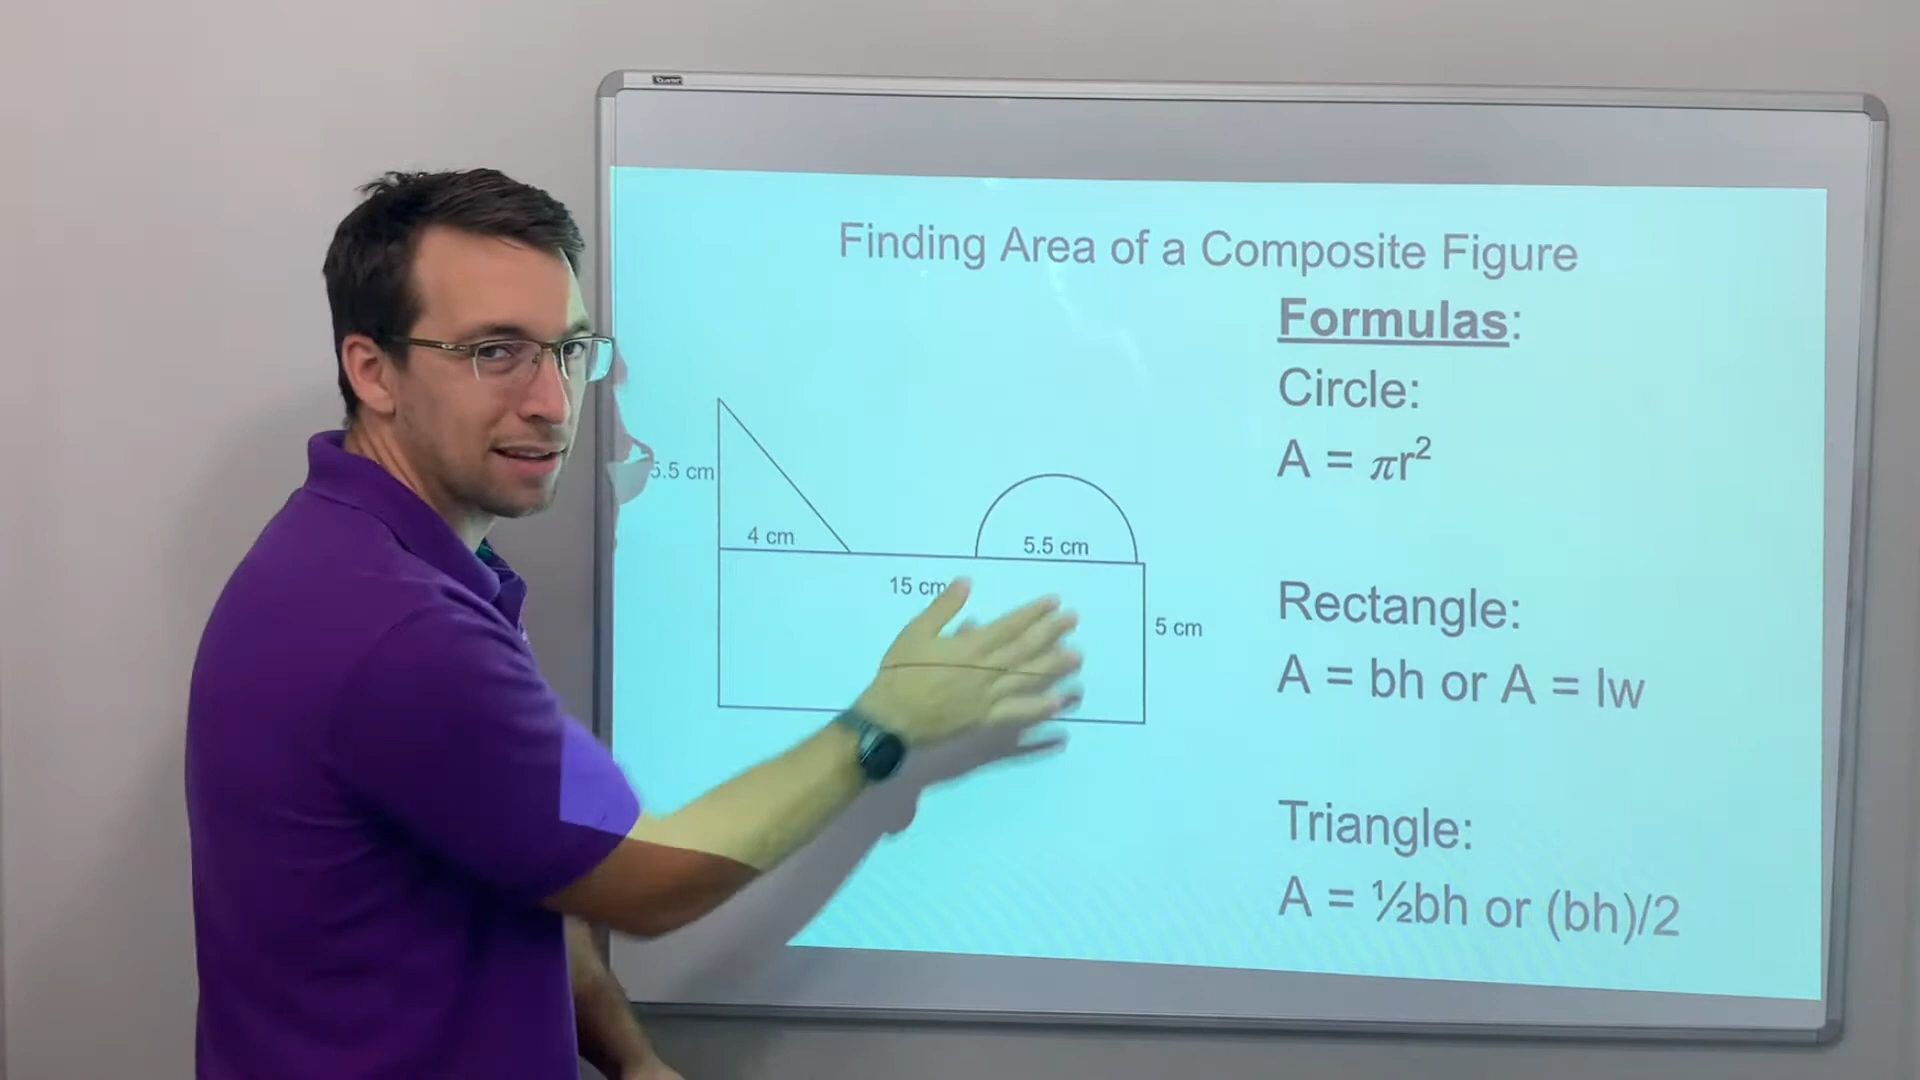 Finding Area of a Composite Figure
Formulas:
Circle:
A = πr²
5.5 cm
4 cm
5.5 cm
15 cm
5 cm
Rectangle:
A = bh or A = lw
Triangle:
A = ½bh or (bh)/2